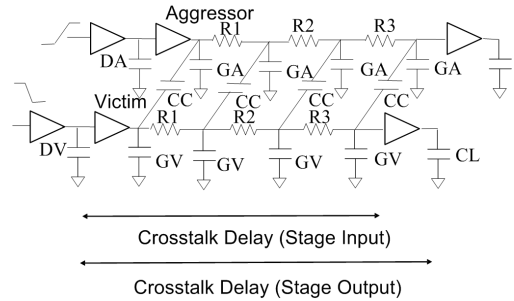 Aggressor
R1 R2 R3
DA GA GA GA GA
CC CC CC CC
Victim
R1 R2 R3
DV GV GV GV GV CL
Crosstalk Delay (Stage Input)
Crosstalk Delay (Stage Output)